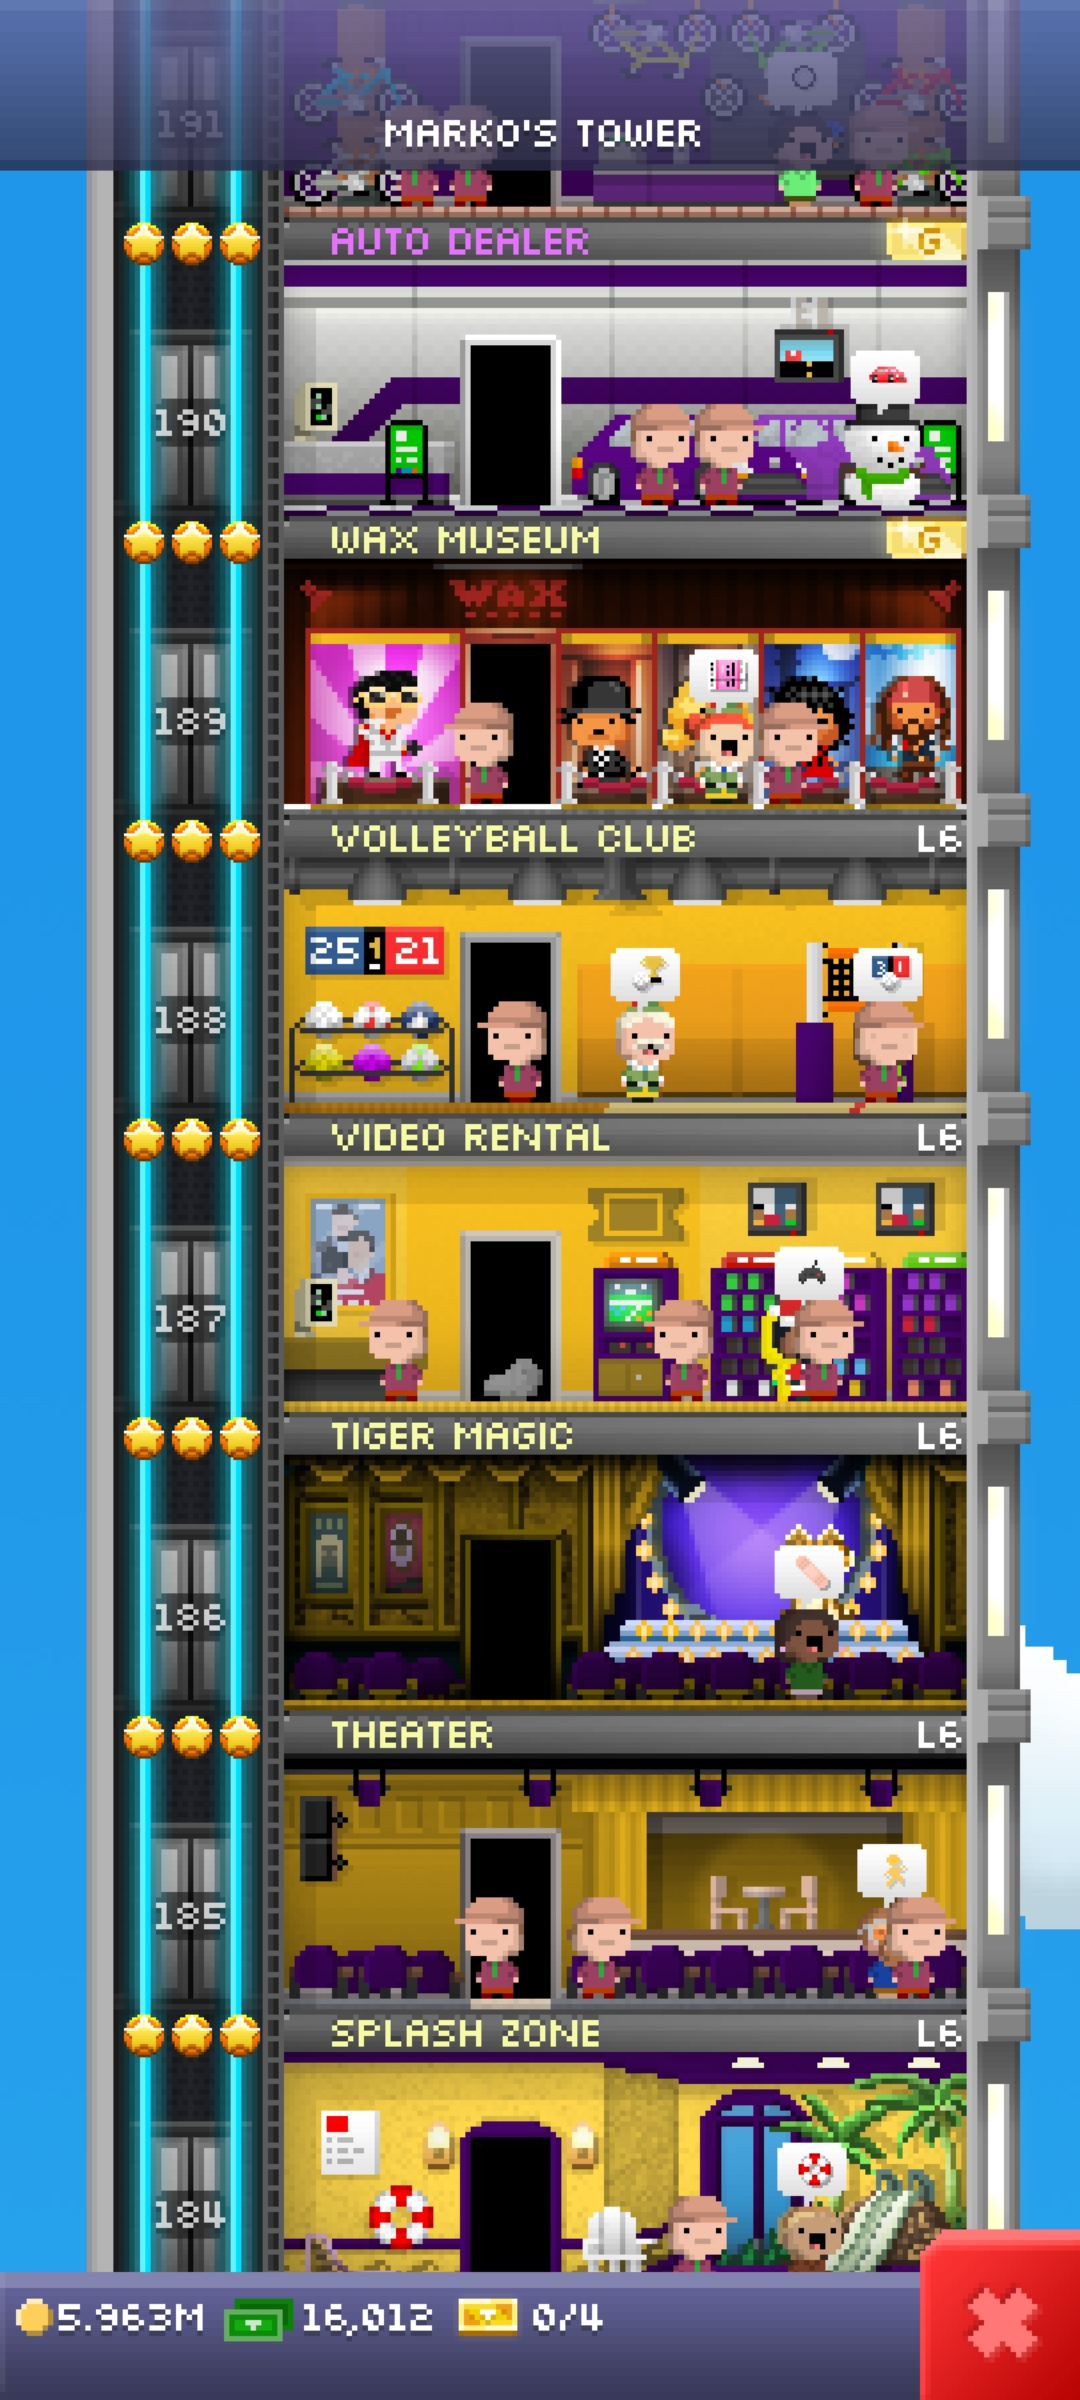 191
MARKO'S TOWER
AUTO DEALER G
190
WAX MUSEUM G
WAX
189
VOLLEYBALL CLUB L6
25 21
188
VIDEO RENTAL L6
187
TIGER MAGIC L6
186
THEATER L6
185
SPLASH ZONE L6
184
5.963M 16,012 0/4